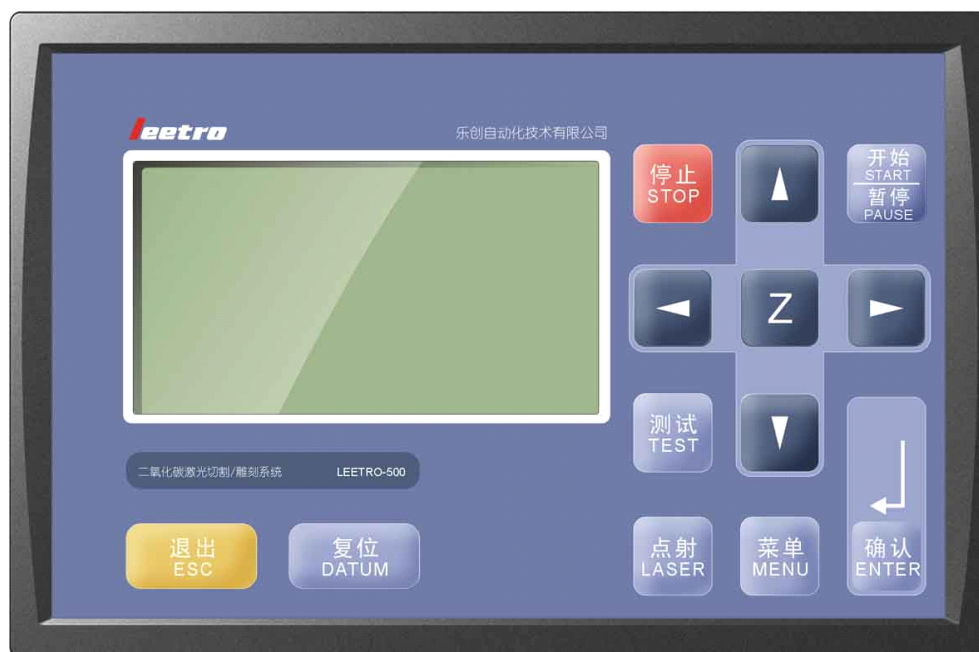 leetro
乐创自动化技术有限公司
停止
STOP
开始
START
暂停
PAUSE
Z
测试
TEST
二氧化碳激光切割/雕刻系统 LEETRO-500
退出
ESC
复位
DATUM
点射
LASER
菜单
MENU
确认
ENTER